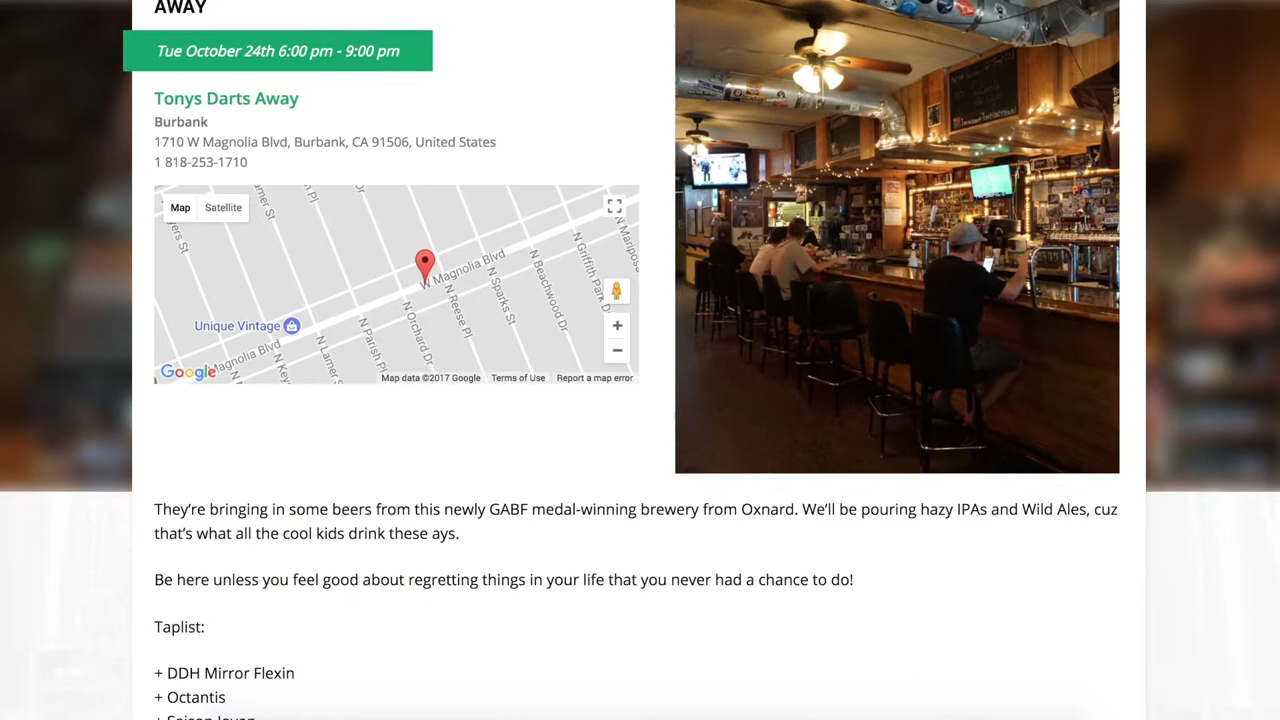 AWAY
Tue October 24th 6:00 pm - 9:00 pm
Tonys Darts Away
Burbank
1710 W Magnolia Blvd, Burbank, CA 91506, United States
1 818-253-1710
Map
Satellite
N Mariposa
N Griffith Park D
N Beachwood Dr
N Sparks St
N Reese Pl
W Magnolia Blvd
N Orchard Dr
N Parish Pl
Unique Vintage
Magnolia Blvd
Google
Map data ©2017 Google
Terms of Use
Report a map error
They're bringing in some beers from this newly GABF medal-winning brewery from Oxnard. We'll be pouring hazy IPAs and Wild Ales, cuz
that's what all the cool kids drink these ays.
Be here unless you feel good about regretting things in your life that you never had a chance to do!
Taplist:
+ DDH Mirror Flexin
+ Octantis